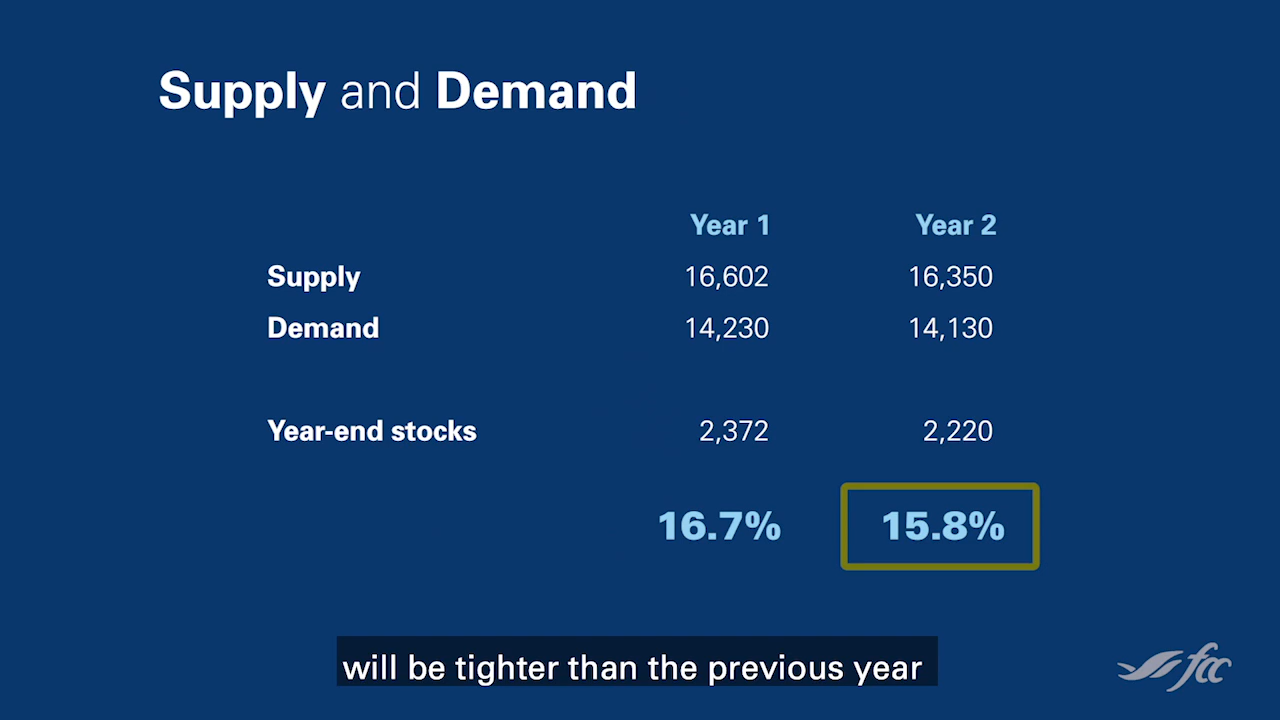 Supply and Demand
Year 1 Year 2
Supply 16,602 16,350
Demand 14,230 14,130
Year-end stocks 2,372 2,220
16.7% 15.8%
will be tighter than the previous year
fcc